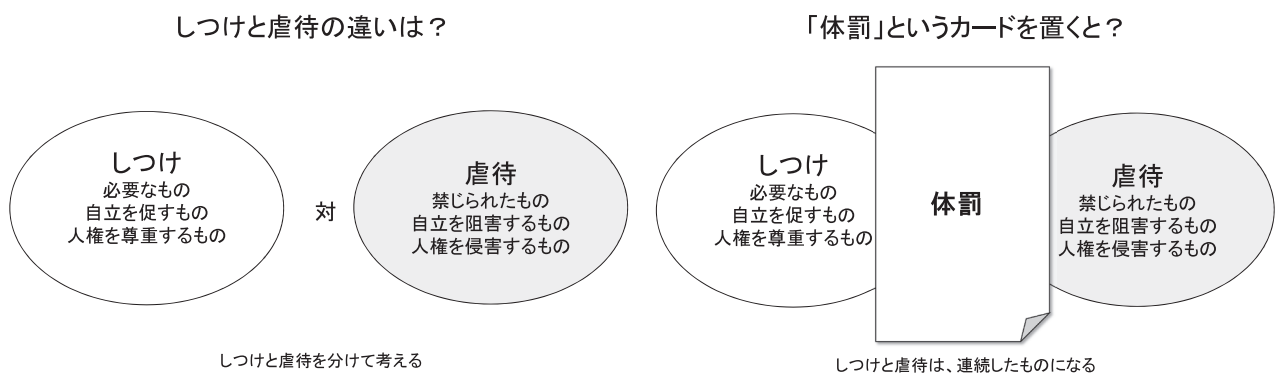 しつけと虐待の違いは？
しつけ
必要なもの
自立を促すもの
人権を尊重するもの
対
虐待
禁じられたもの
自立を阻害するもの
人権を侵害するもの
しつけと虐待を分けて考える
「体罰」というカードを置くと？
しつけ
必要なもの
自立を促すもの
人権を尊重するもの
体罰
虐待
禁じられたもの
自立を阻害するもの
人権を侵害するもの
しつけと虐待は、連続したものになる